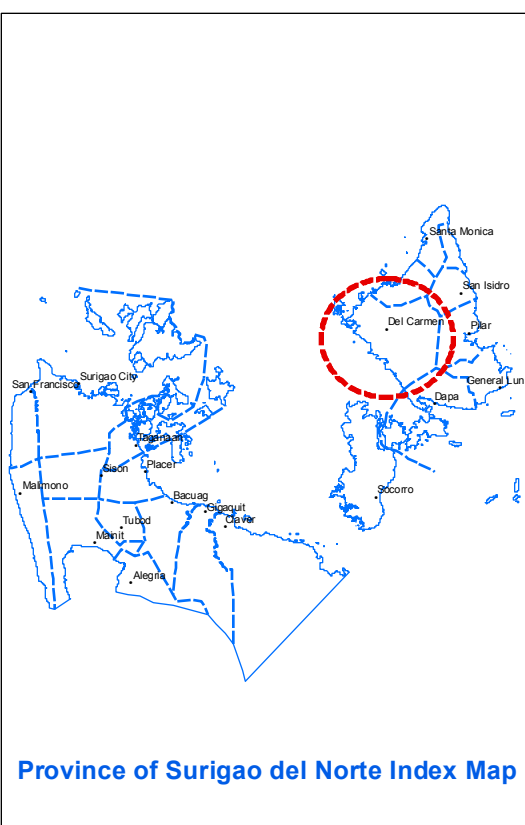 Santa Monica
San Isidro
Del Carmen
Pilar
General Lun
Dapa
San Francisco
Surigao City
Taganaan
Sison
Placer
Malimono
Socorro
Bacuag
Gigaquit
Tubod
Claver
Mainit
Alegria
Province of Surigao del Norte Index Map